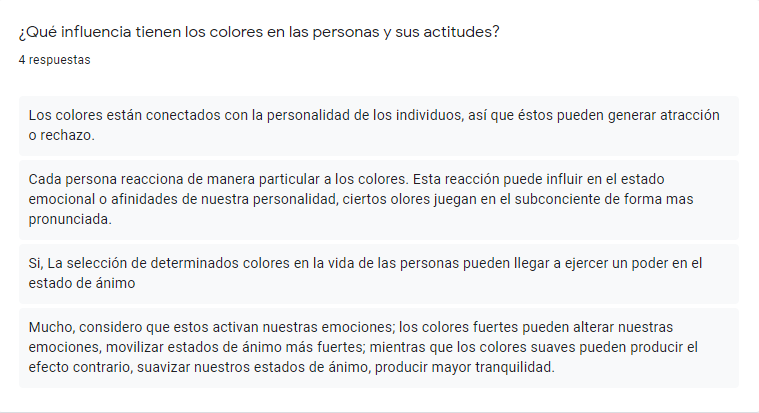 ¿Qué influencia tienen los colores en las personas y sus actitudes?
4 respuestas
Los colores están conectados con la personalidad de los individuos, así que éstos pueden generar atracción
o rechazo.
Cada persona reacciona de manera particular a los colores. Esta reacción puede influir en el estado
emocional o afinidades de nuestra personalidad, ciertos olores juegan en el subconciente de forma mas
pronunciada.
Si, La selección de determinados colores en la vida de las personas pueden llegar a ejercer un poder en el
estado de ánimo
Mucho, considero que estos activan nuestras emociones; los colores fuertes pueden alterar nuestras
emociones, movilizar estados de ánimo más fuertes; mientras que los colores suaves pueden producir el
efecto contrario, suavizar nuestros estados de ánimo, producir mayor tranquilidad.